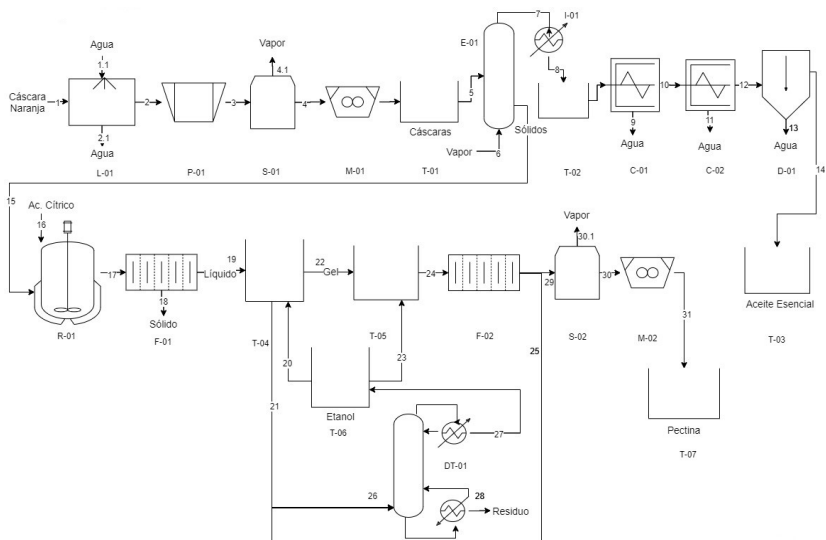 Agua
1.1
Cáscara
Naranja
1
2
2.1
Agua
L-01
3
P-01
Vapor
4.1
4
S-01
M-01
Cáscaras
T-01
5
E-01
Vapor
6
7
I-01
8
Sólidos
T-02
9
Agua
C-01
10
11
Agua
C-02
12
13
Agua
D-01
14
15
Ac. Cítrico
16
R-01
17
18
Sólido
F-01
Líquido
19
T-04
20
21
22
Gel
T-05
23
24
F-02
25
Etanol
T-06
26
27
DT-01
28
Residuo
29
Vapor
30.1
30
S-02
M-02
31
Pectina
T-07
Aceite Esencial
T-03